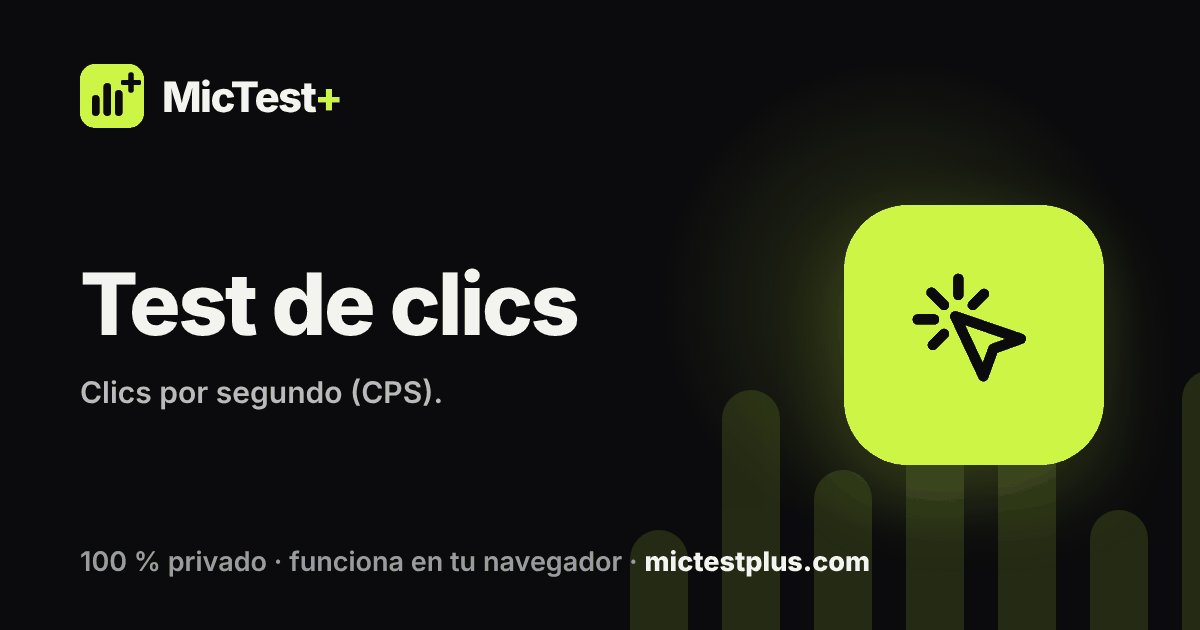 MicTest+
Test de clics
Clics por segundo (CPS).
100 % privado · funciona en tu navegador · mictestplus.com